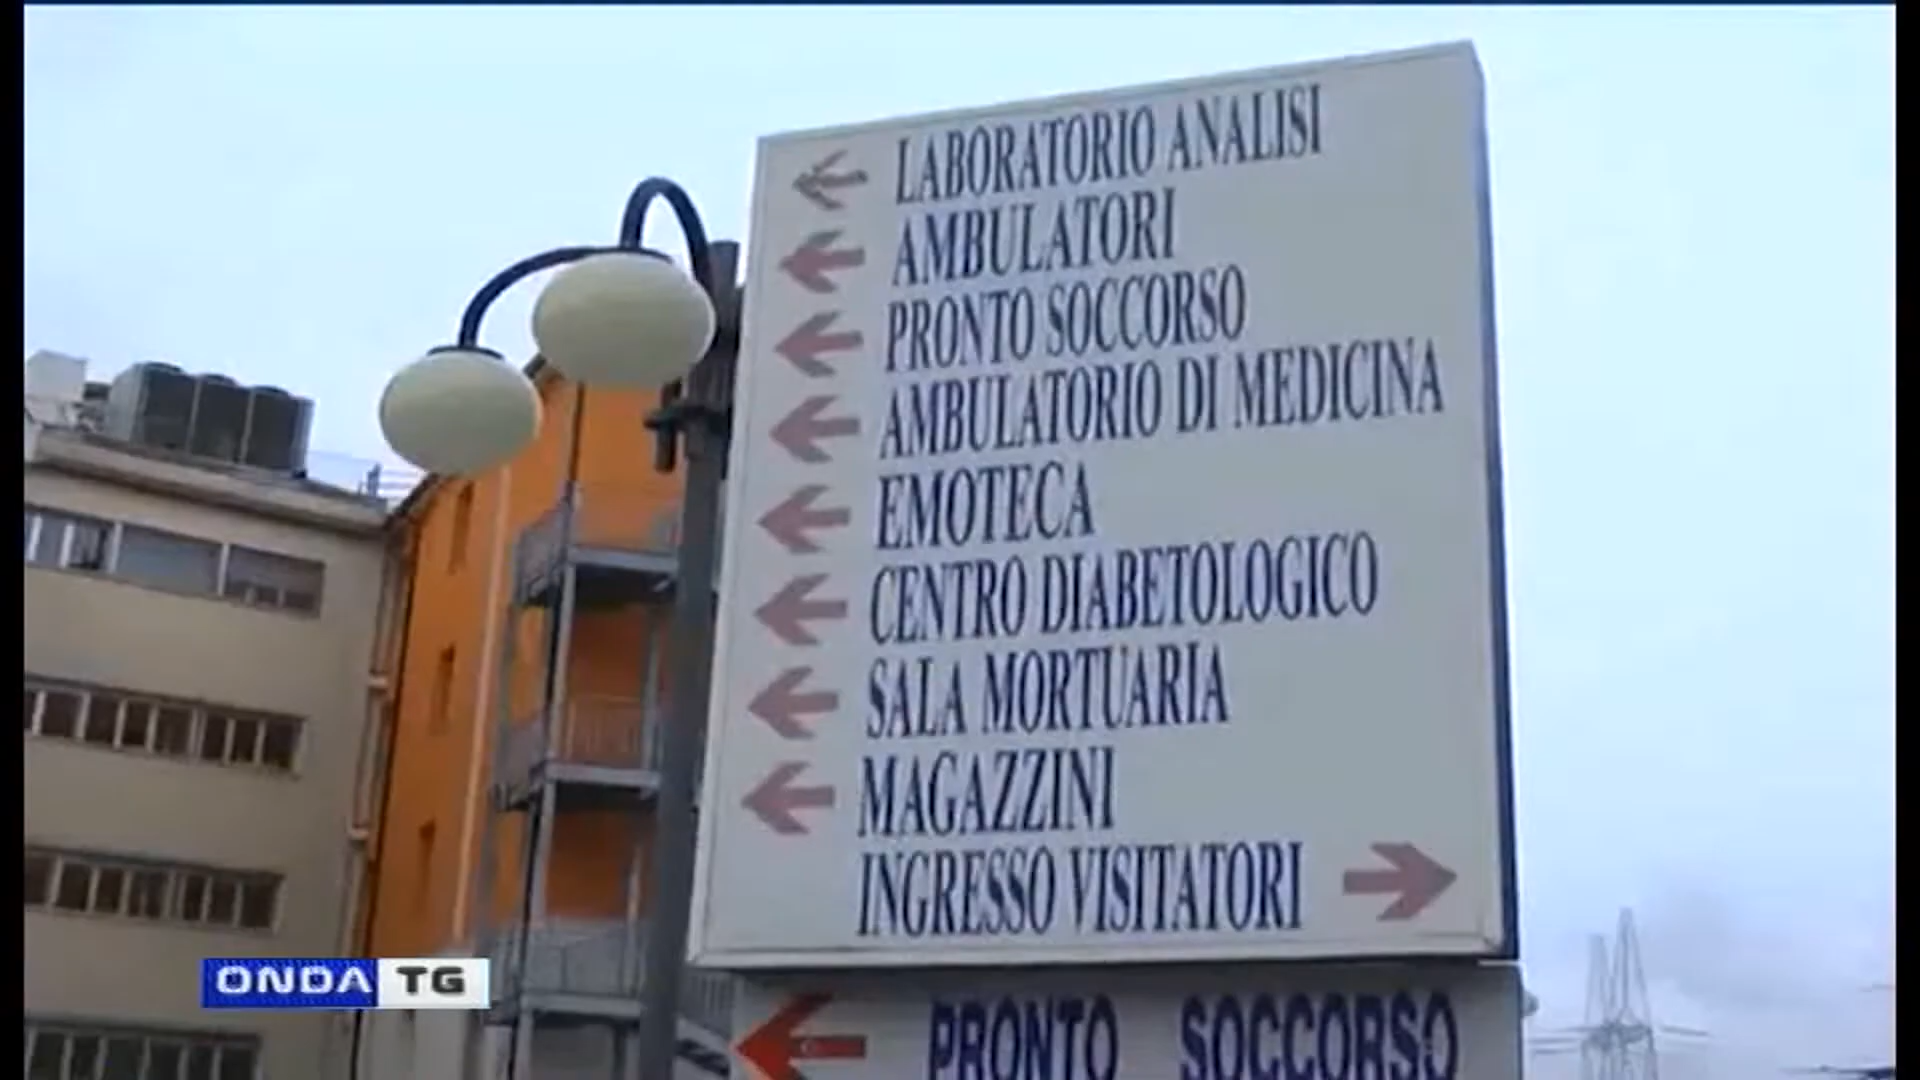 LABORATORIO ANALISI
AMBULATORI
PRONTO SOCCORSO
AMBULATORIO DI MEDICINA
EMOTECA
CENTRO DIABETOLOGICO
SALA MORTUARIA
MAGAZZINI
INGRESSO VISITATORI
ONDA TG
PRONTO SOCCORSO